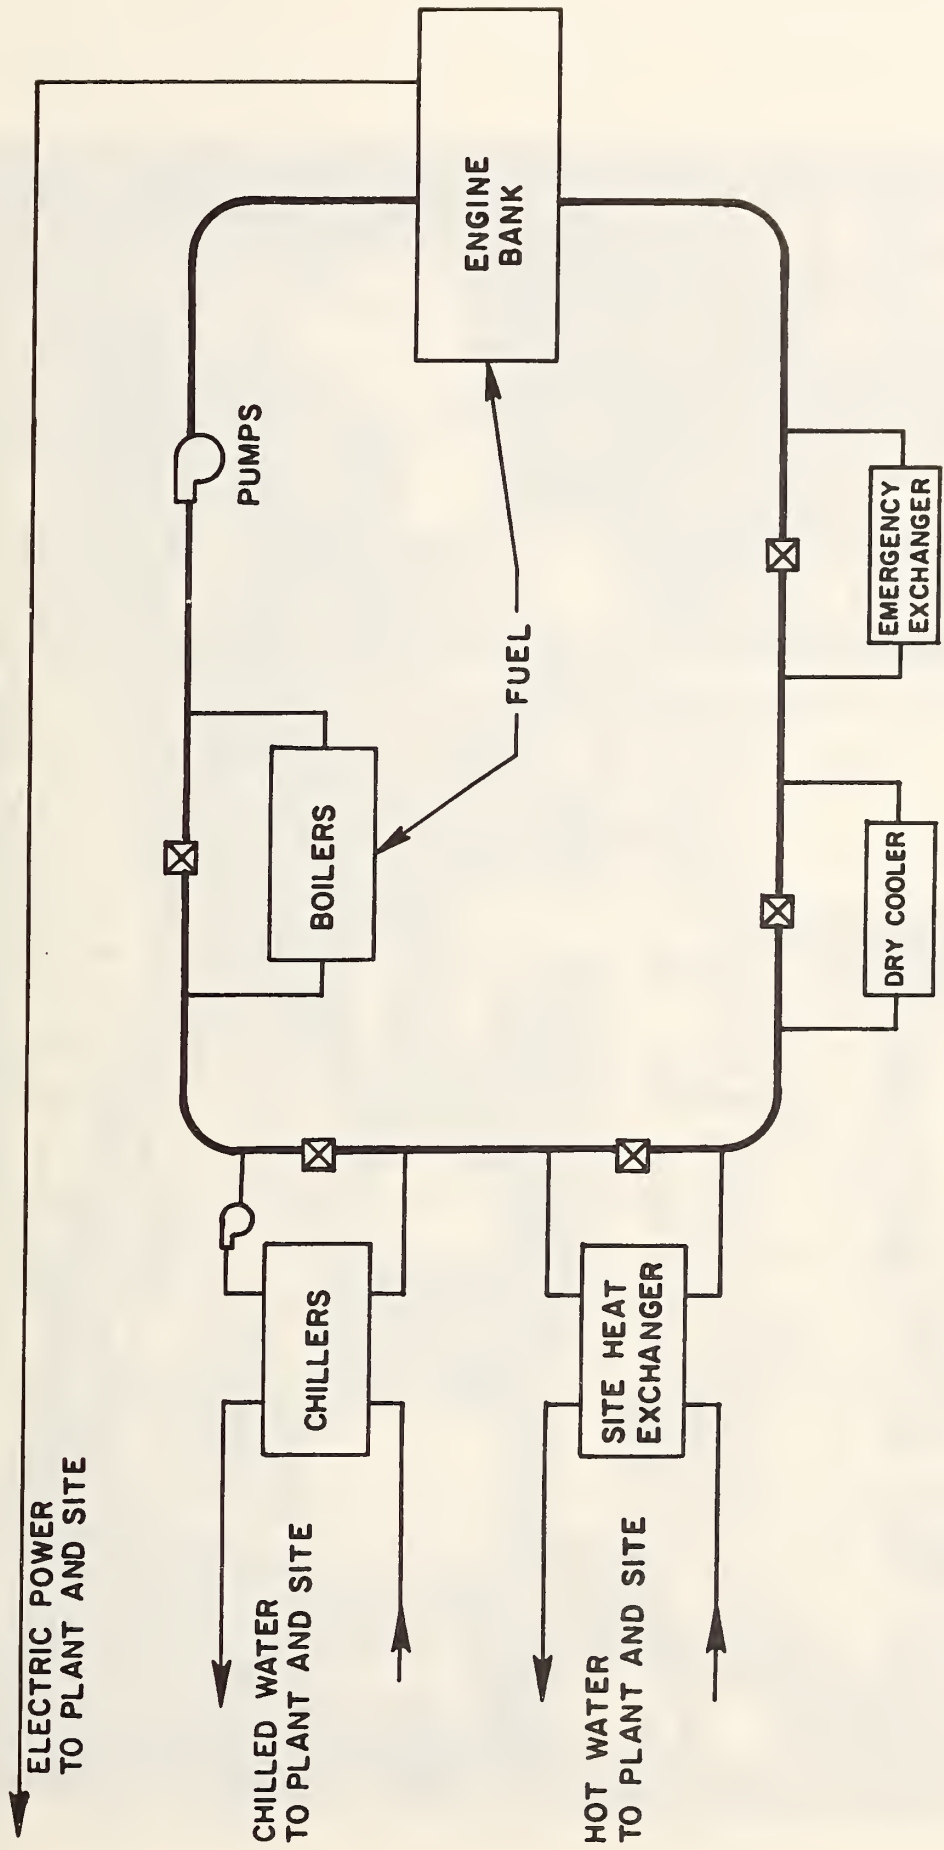 ELECTRIC POWER
TO PLANT AND SITE
CHILLED WATER
TO PLANT AND SITE
HOT WATER
TO PLANT AND SITE
CHILLERS
SITE HEAT
EXCHANGER
BOILERS
PUMPS
FUEL
ENGINE
BANK
DRY COOLER
EMERGENCY
EXCHANGER